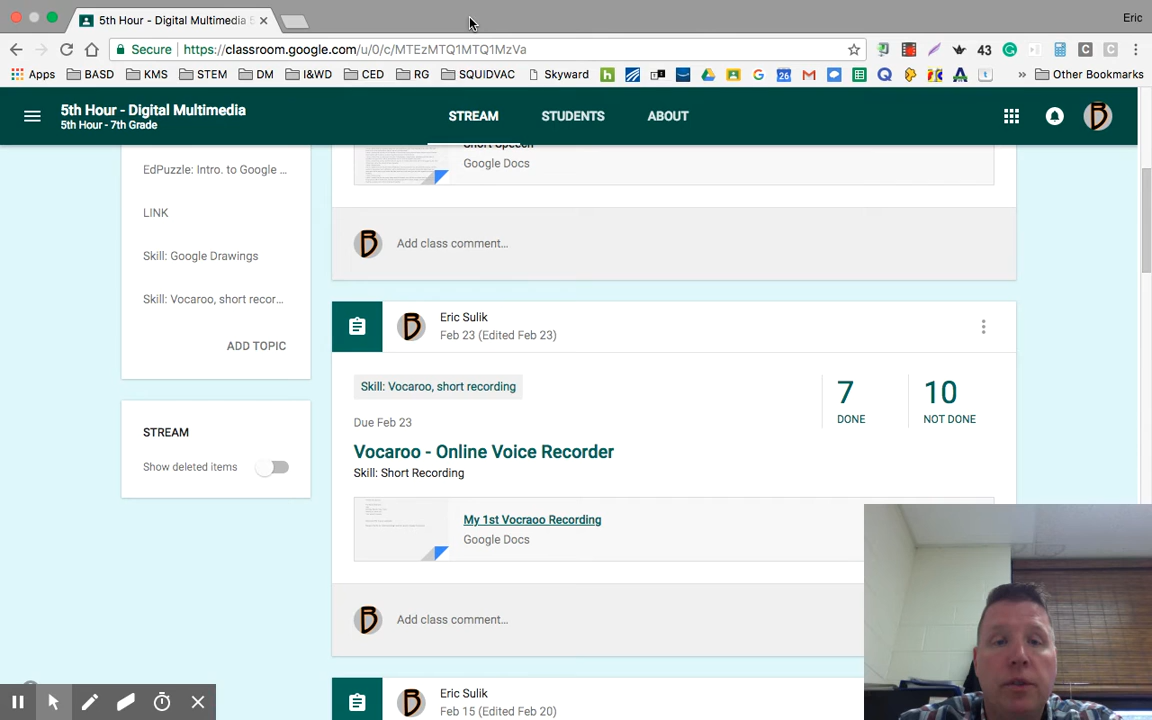 5th Hour - Digital Multimedia
Eric
Secure
https://classroom.google.com/u/0/c/MTEzMTQ1MTQ1MzVa
43
Apps
BASD
KMS
STEM
DM
I&WD
CED
RG
SQUIDVAC
Skyward
26
»
Other Bookmarks
5th Hour - Digital Multimedia
5th Hour - 7th Grade
STREAM
STUDENTS
ABOUT
EdPuzzle: Intro. to Google ...
LINK
Skill: Google Drawings
Skill: Vocaroo, short recor...
ADD TOPIC
STREAM
Show deleted items
Short Speech
Google Docs
Add class comment...
Eric Sulik
Feb 23 (Edited Feb 23)
Skill: Vocaroo, short recording
7
DONE
10
NOT DONE
Due Feb 23
Vocaroo - Online Voice Recorder
Skill: Short Recording
My 1st Vocraoo Recording
Google Docs
Add class comment...
Eric Sulik
Feb 15 (Edited Feb 20)